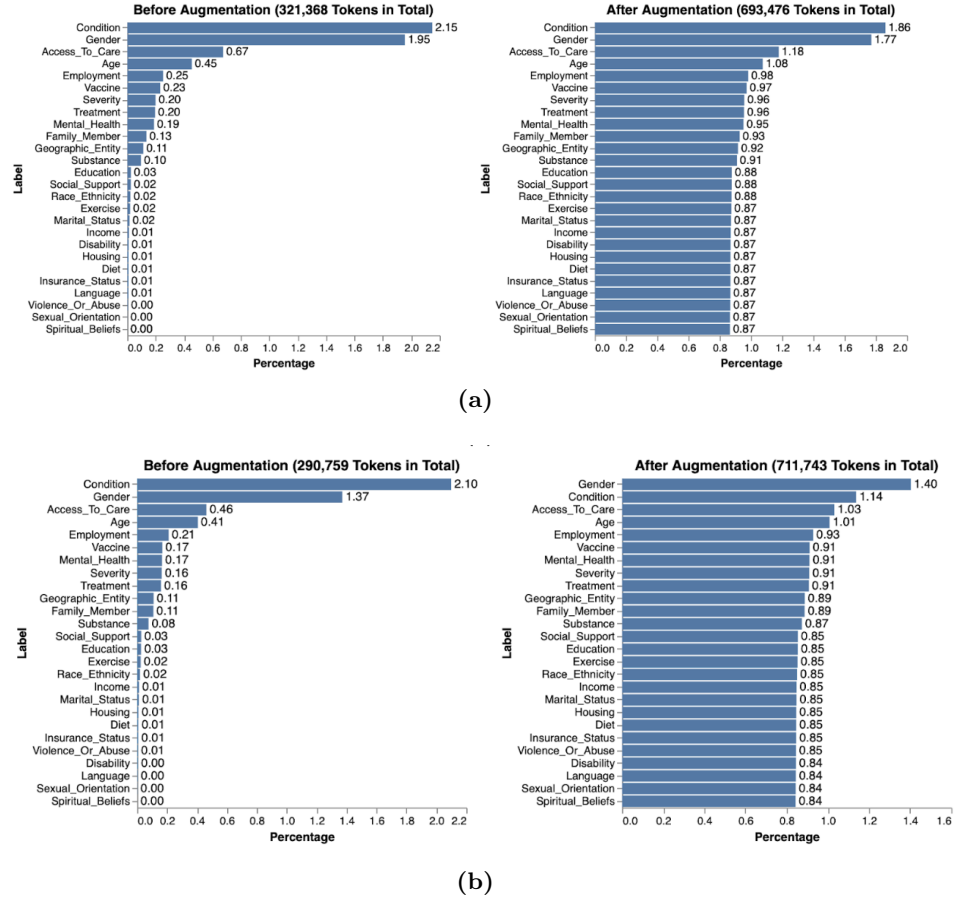 Before Augmentation (321,368 Tokens in Total)
Label
Condition 2.15
Gender 1.95
Access_To_Care 0.67
Age 0.45
Employment 0.25
Vaccine 0.23
Severity 0.20
Treatment 0.20
Mental_Health 0.19
Family_Member 0.13
Geographic_Entity 0.11
Substance 0.10
Education 0.03
Social_Support 0.02
Race_Ethnicity 0.02
Exercise 0.02
Marital_Status 0.02
Income 0.01
Disability 0.01
Housing 0.01
Diet 0.01
Insurance_Status 0.01
Language 0.01
Violence_Or_Abuse 0.00
Sexual_Orientation 0.00
Spiritual_Beliefs 0.00
0.0 0.2 0.4 0.6 0.8 1.0 1.2 1.4 1.6 1.8 2.0 2.2
Percentage
After Augmentation (693,476 Tokens in Total)
Label
Condition 1.86
Gender 1.77
Access_To_Care 1.18
Age 1.08
Employment 0.98
Vaccine 0.97
Severity 0.96
Treatment 0.96
Mental_Health 0.95
Family_Member 0.93
Geographic_Entity 0.92
Substance 0.91
Education 0.88
Social_Support 0.88
Race_Ethnicity 0.88
Exercise 0.87
Marital_Status 0.87
Income 0.87
Disability 0.87
Housing 0.87
Diet 0.87
Insurance_Status 0.87
Language 0.87
Violence_Or_Abuse 0.87
Sexual_Orientation 0.87
Spiritual_Beliefs 0.87
0.0 0.2 0.4 0.6 0.8 1.0 1.2 1.4 1.6 1.8 2.0
Percentage
(a)
Before Augmentation (290,759 Tokens in Total)
Label
Condition 2.10
Gender 1.37
Access_To_Care 0.46
Age 0.41
Employment 0.21
Vaccine 0.17
Mental_Health 0.17
Severity 0.16
Treatment 0.16
Geographic_Entity 0.11
Family_Member 0.11
Substance 0.08
Social_Support 0.03
Education 0.03
Exercise 0.02
Race_Ethnicity 0.02
Income 0.01
Marital_Status 0.01
Housing 0.01
Diet 0.01
Insurance_Status 0.01
Violence_Or_Abuse 0.01
Disability 0.00
Language 0.00
Sexual_Orientation 0.00
Spiritual_Beliefs 0.00
0.0 0.2 0.4 0.6 0.8 1.0 1.2 1.4 1.6 1.8 2.0 2.2
Percentage
After Augmentation (711,743 Tokens in Total)
Label
Gender 1.40
Condition 1.14
Access_To_Care 1.03
Age 1.01
Employment 0.93
Vaccine 0.91
Mental_Health 0.91
Severity 0.91
Treatment 0.91
Geographic_Entity 0.89
Family_Member 0.89
Substance 0.87
Social_Support 0.85
Education 0.85
Exercise 0.85
Race_Ethnicity 0.85
Income 0.85
Marital_Status 0.85
Housing 0.85
Diet 0.85
Insurance_Status 0.85
Violence_Or_Abuse 0.85
Disability 0.84
Language 0.84
Sexual_Orientation 0.84
Spiritual_Beliefs 0.84
0.0 0.2 0.4 0.6 0.8 1.0 1.2 1.4 1.6
Percentage
(b)